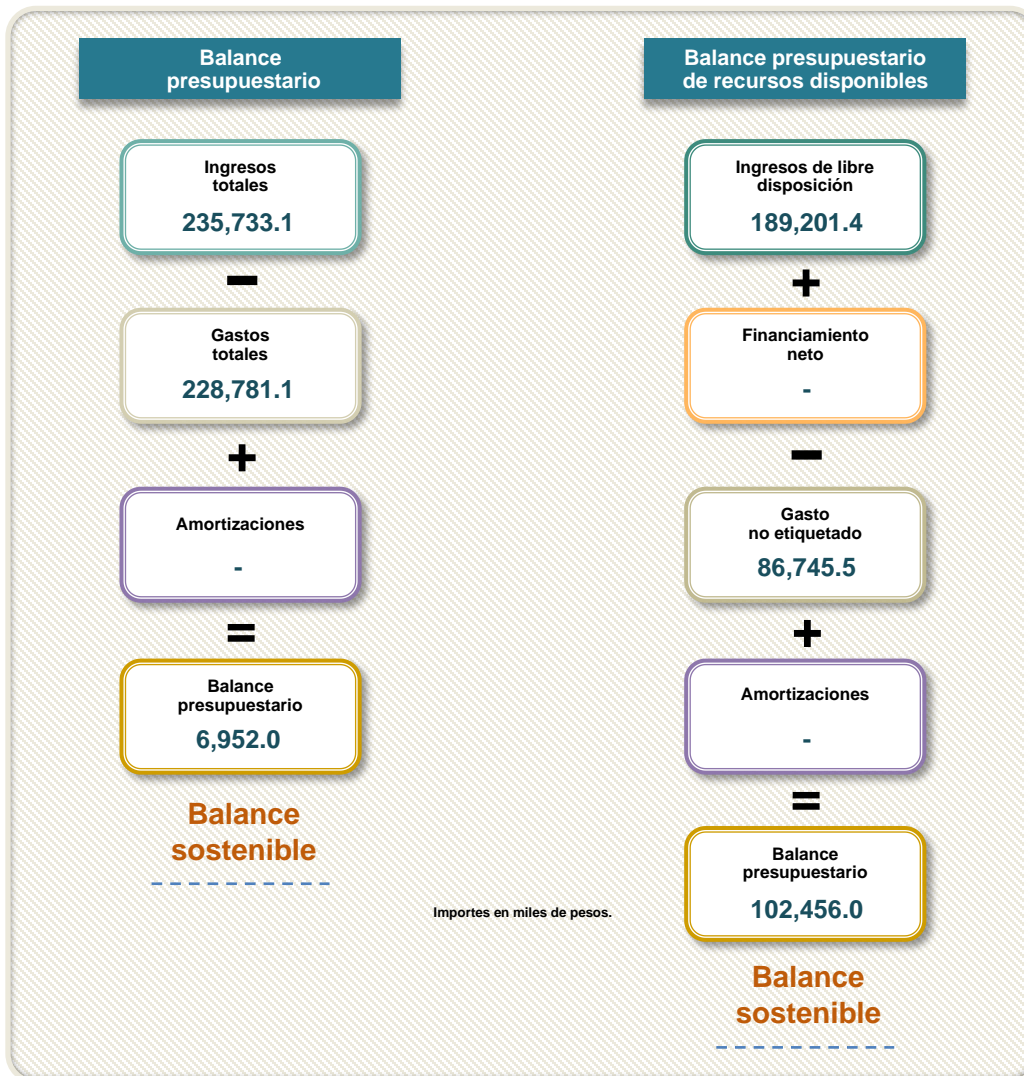 Balance
presupuestario
Ingresos
totales
235,733.1
−
Gastos
totales
228,781.1
+
Amortizaciones
-
=
Balance
presupuestario
6,952.0
Balance
sostenible
Balance presupuestario
de recursos disponibles
Ingresos de libre
disposición
189,201.4
+
Financiamiento
neto
-
−
Gasto
no etiquetado
86,745.5
+
Amortizaciones
-
=
Balance
presupuestario
102,456.0
Balance
sostenible
Importes en miles de pesos.